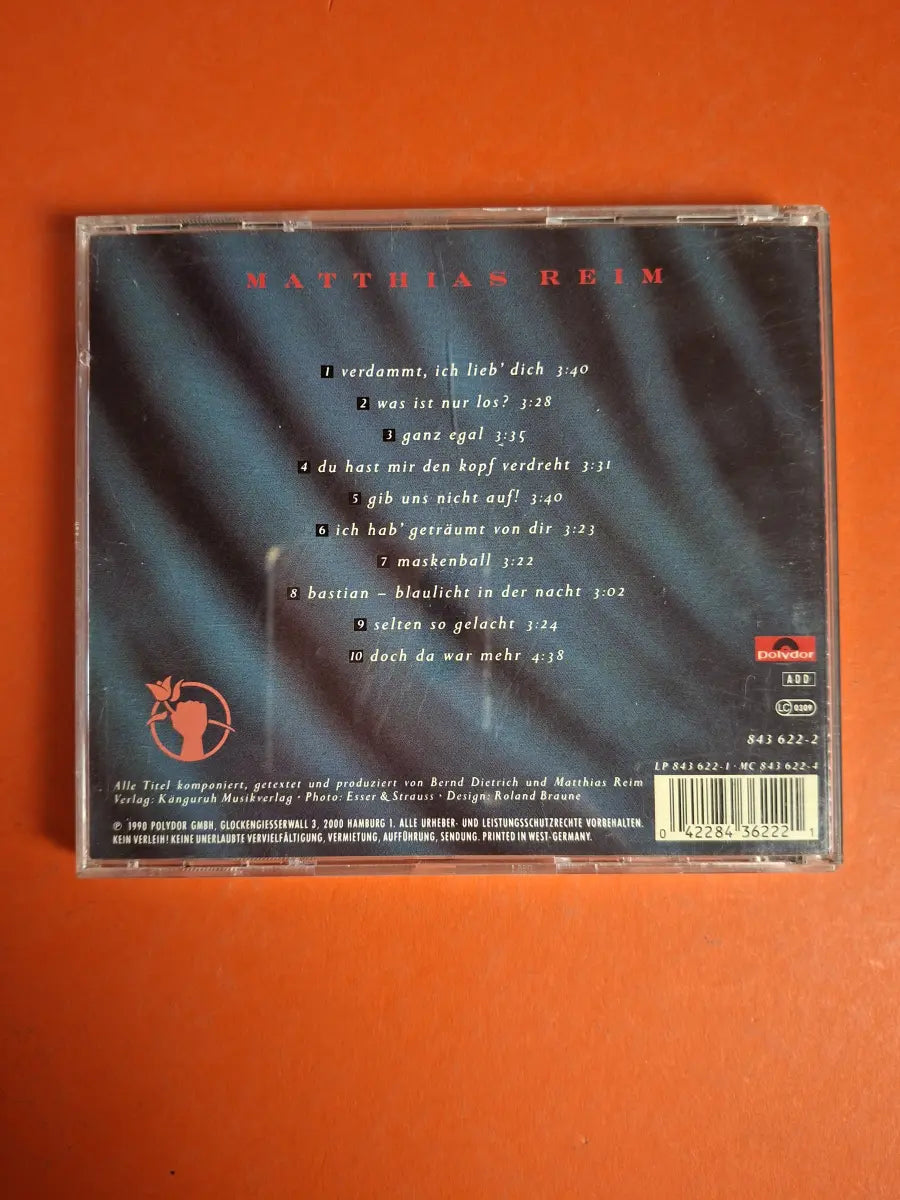 MATTHIAS REIM
1 verdammt, ich lieb' dich 3:40
2 was ist nur los? 3:28
3 ganz egal 3:35
4 du hast mir den kopf verdreht 3:31
5 gib uns nicht auf! 3:40
6 ich hab' geträumt von dir 3:23
7 maskenball 3:22
8 bastian – blaulicht in der nacht 3:02
9 selten so gelacht 3:24
10 doch da war mehr 4:38
Polydor
ADD
LC 0309
843 622-2
LP 843 622-1 · MC 843 622-4
Alle Titel komponiert, getextet und produziert von Bernd Dietrich und Matthias Reim
Verlag: Känguruh Musikverlag · Photo: Esser & Strauss · Design: Roland Braune
℗ 1990 POLYDOR GMBH, GLOCKENGIESSERWALL 3, 2000 HAMBURG 1. ALLE URHEBER- UND LEISTUNGSSCHUTZRECHTE VORBEHALTEN.
KEIN VERLEIH! KEINE UNERLAUBTE VERVIELFÄLTIGUNG, VERMIETUNG, AUFFÜHRUNG, SENDUNG. PRINTED IN WEST-GERMANY.
0 42284 36222 1